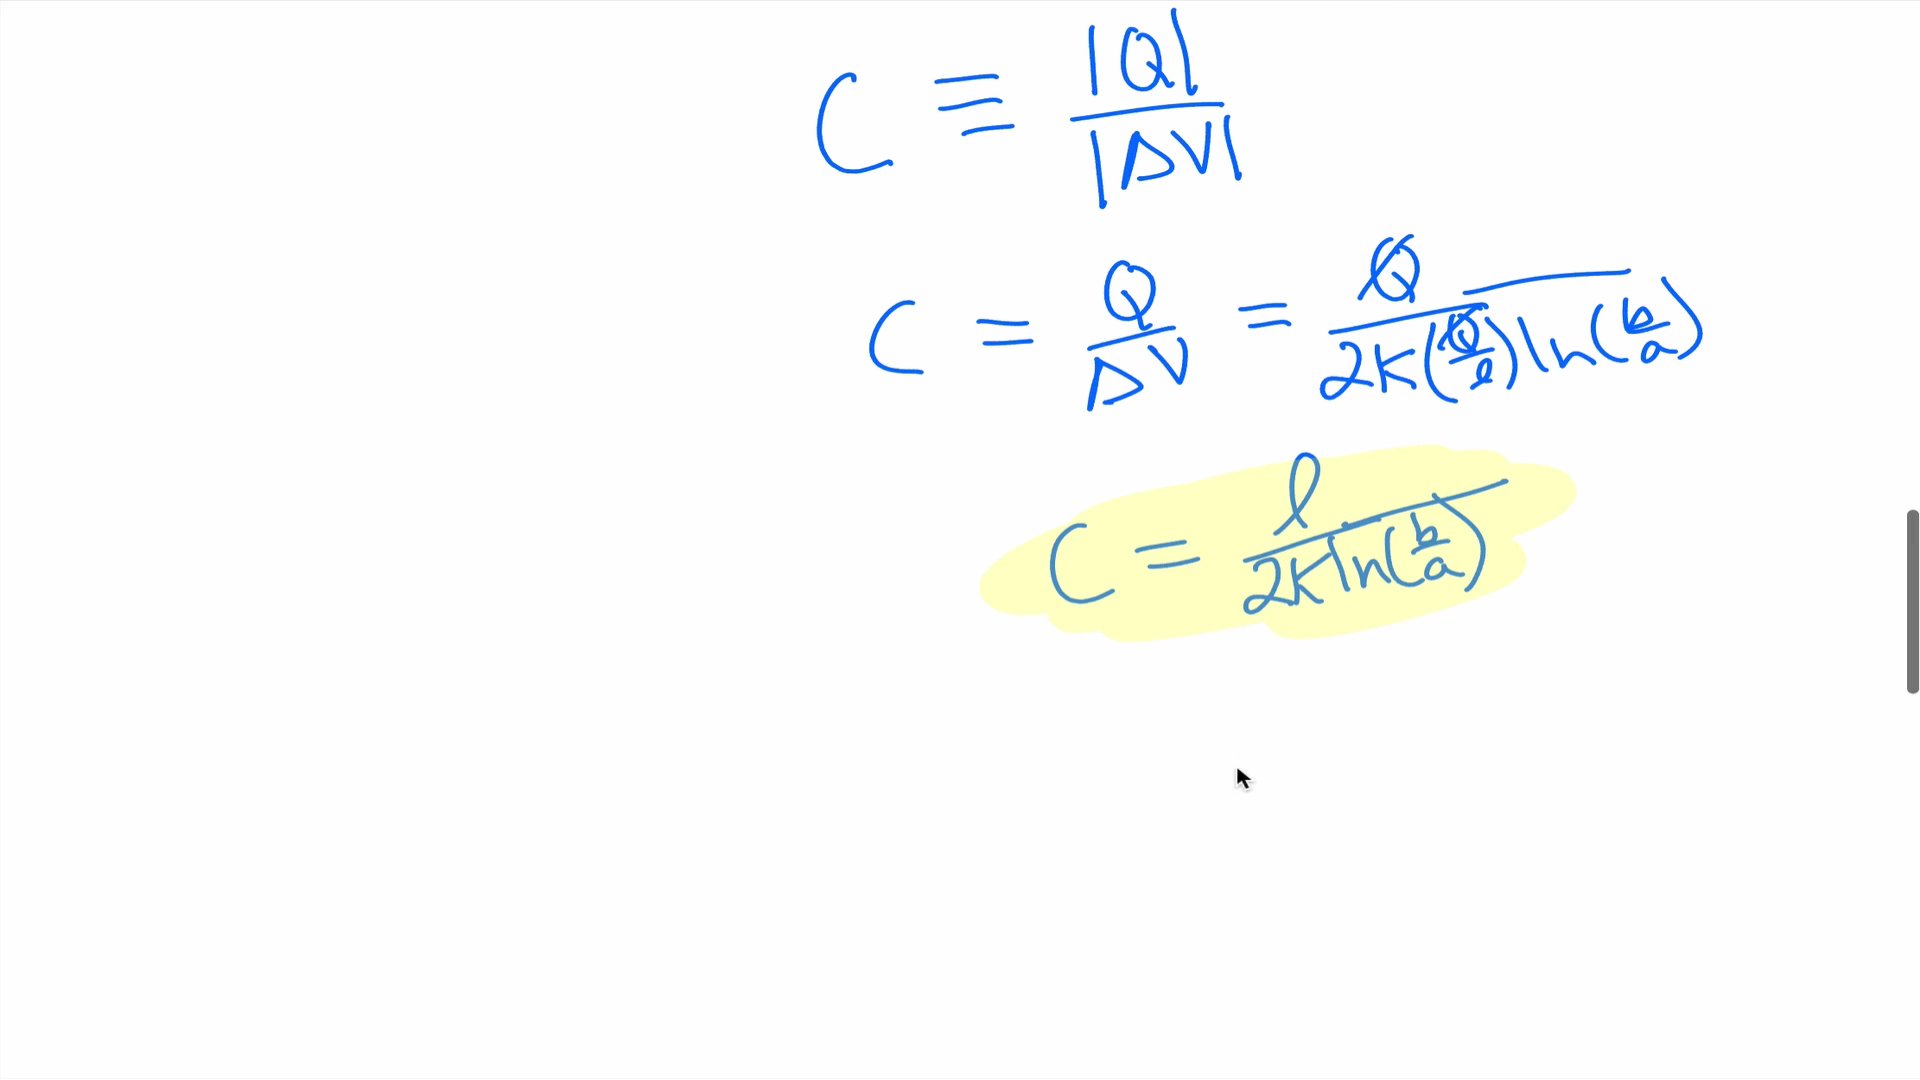 C ≡ |Q| / |ΔV|
C = Q / ΔV = Q / 2k(Q/ℓ)ln(b/a)
C = ℓ / 2k ln(b/a)